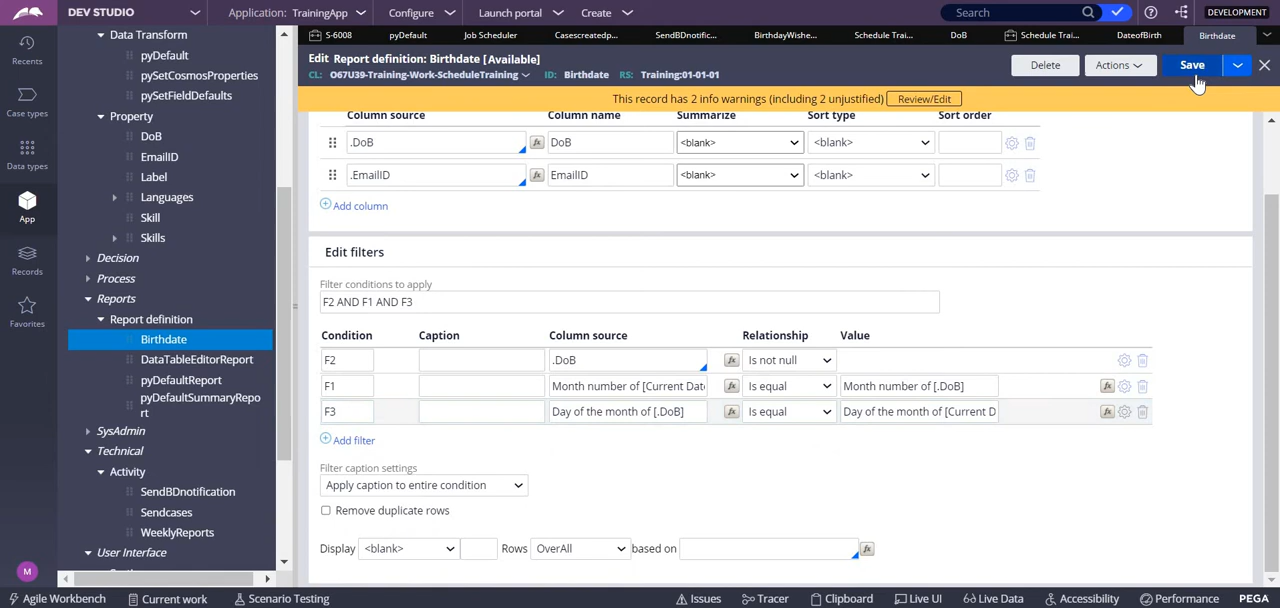 DEV STUDIO
Application: TrainingApp
Configure
Launch portal
Create
Search
DEVELOPMENT
S-6008
pyDefault
Job Scheduler
Casescreatedp...
SendBDnotific...
BirthdayWishe...
Schedule Trai...
DoB
Schedule Trai...
DateofBirth
Birthdate
Recents
Case types
Data types
App
Records
Favorites
M
Data Transform
pyDefault
pySetCosmosProperties
pySetFieldDefaults
Property
DoB
EmailID
Label
Languages
Skill
Skills
Decision
Process
Reports
Report definition
Birthdate
DataTableEditorReport
pyDefaultReport
pyDefaultSummaryRepo
rt
SysAdmin
Technical
Activity
SendBDnotification
Sendcases
WeeklyReports
User Interface
Edit Report definition: Birthdate [Available]
CL: O67U39-Training-Work-ScheduleTraining ID: Birthdate RS: Training:01-01-01
Delete
Actions
Save
This record has 2 info warnings (including 2 unjustified) Review/Edit
Column source Column name Summarize Sort type Sort order
.DoB DoB <blank> <blank>
.EmailID EmailID <blank> <blank>
Add column
Edit filters
Filter conditions to apply
F2 AND F1 AND F3
Condition Caption Column source Relationship Value
F2 .DoB Is not null
F1 Month number of [Current Dat Is equal Month number of [.DoB]
F3 Day of the month of [.DoB] Is equal Day of the month of [Current D
Add filter
Filter caption settings
Apply caption to entire condition
Remove duplicate rows
Display <blank> Rows OverAll based on
Agile Workbench
Current work
Scenario Testing
Issues
Tracer
Clipboard
Live UI
Live Data
Accessibility
Performance
PEGA